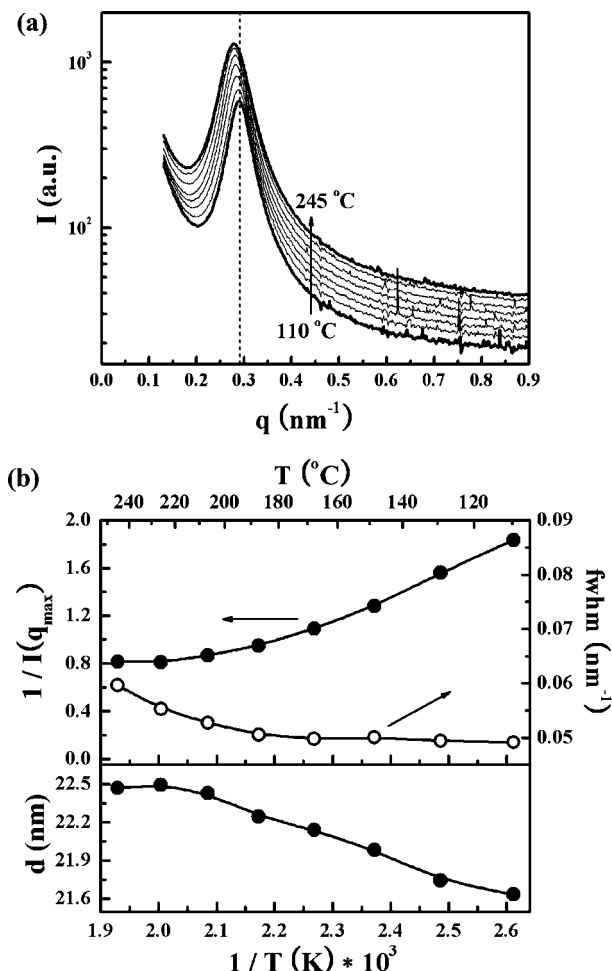 (a)
10³
10²
I (a.u.)
245 °C
110 °C
0.0 0.1 0.2 0.3 0.4 0.5 0.6 0.7 0.8 0.9
q (nm⁻¹)
(b)
T (°C)
240 220 200 180 160 140 120
2.0
1.6
1.2
0.8
0.4
0.0
1 / I(qmax)
0.09
0.08
0.07
0.06
0.05
fwhm (nm⁻¹)
22.5
22.2
21.9
21.6
d (nm)
1.9 2.0 2.1 2.2 2.3 2.4 2.5 2.6
1 / T (K) * 10³